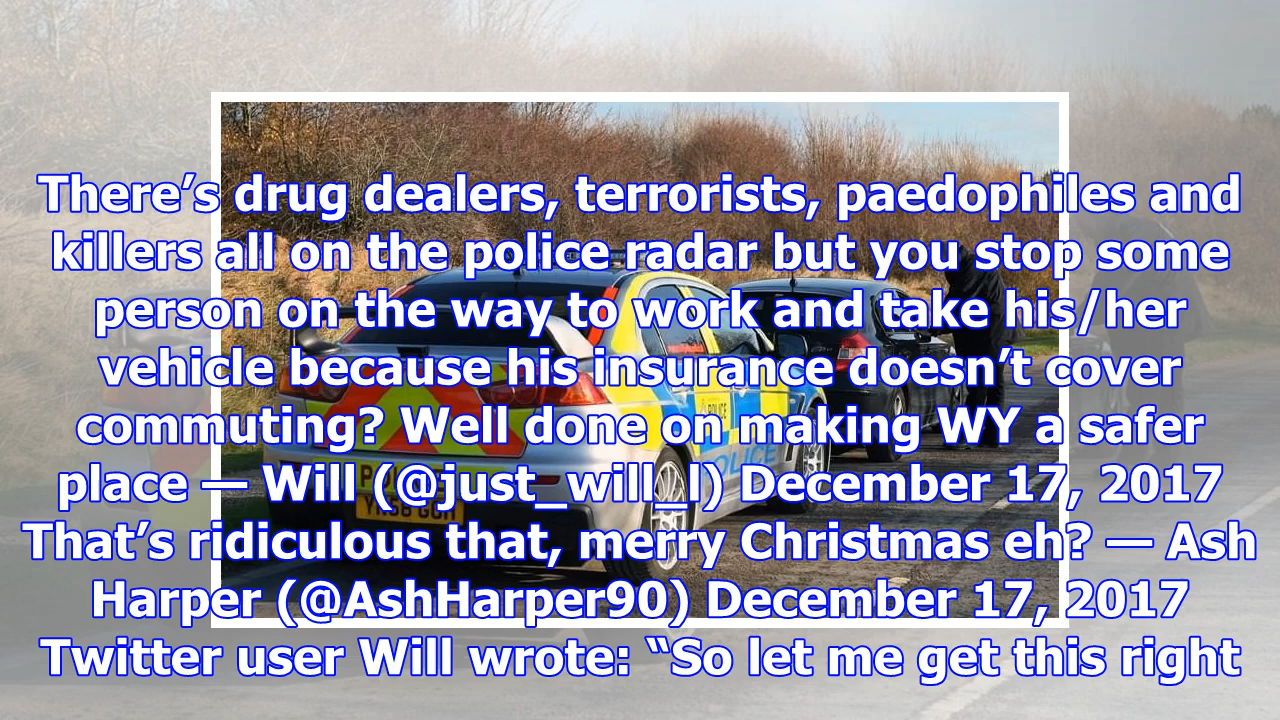 There’s drug dealers, terrorists, paedophiles and
killers all on the police radar but you stop some
person on the way to work and take his/her
vehicle because his insurance doesn’t cover
commuting? Well done on making WY a safer
place — Will (@just_will_l) December 17, 2017
That’s ridiculous that, merry Christmas eh? — Ash
Harper (@AshHarper90) December 17, 2017
Twitter user Will wrote: “So let me get this right
POLICE
POLICE